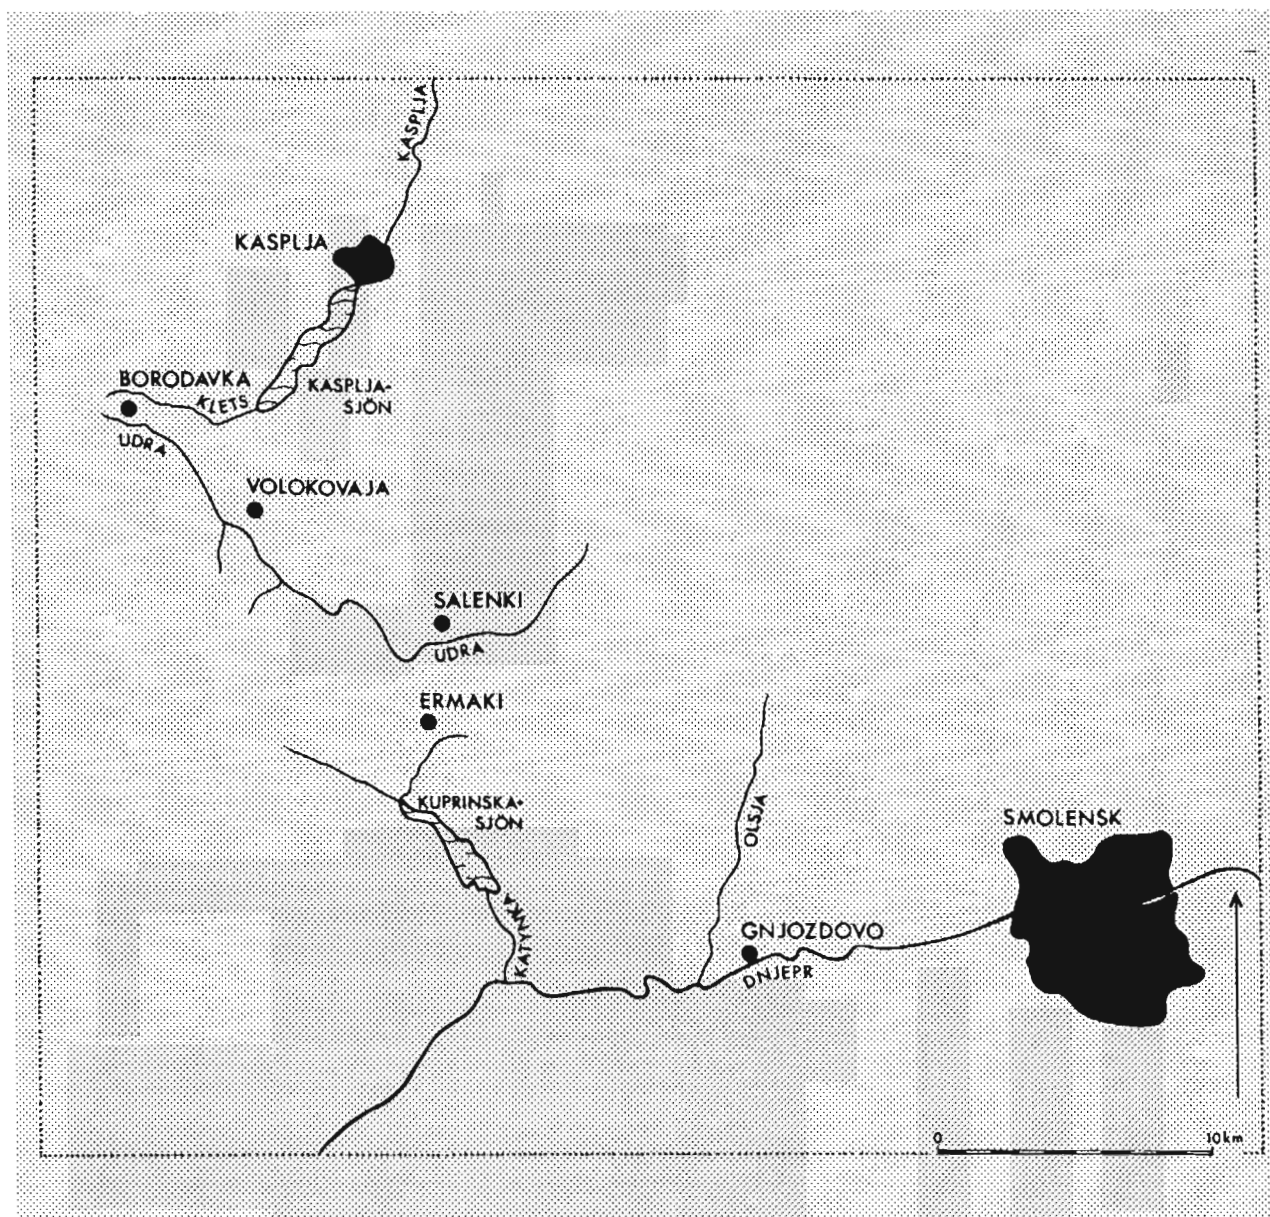 KASPLJA
KASPLJA
BORODAVKA
KLETS
KASPLJA-
SJÖN
UDRA
VOLOKOVAJA
SALENKI
UDRA
ERMAKI
KUPRINSKA-
SJÖN
OLSJA
SMOLENSK
KATYNKA
GNJOZDOVO
DNJEPR
0 10km